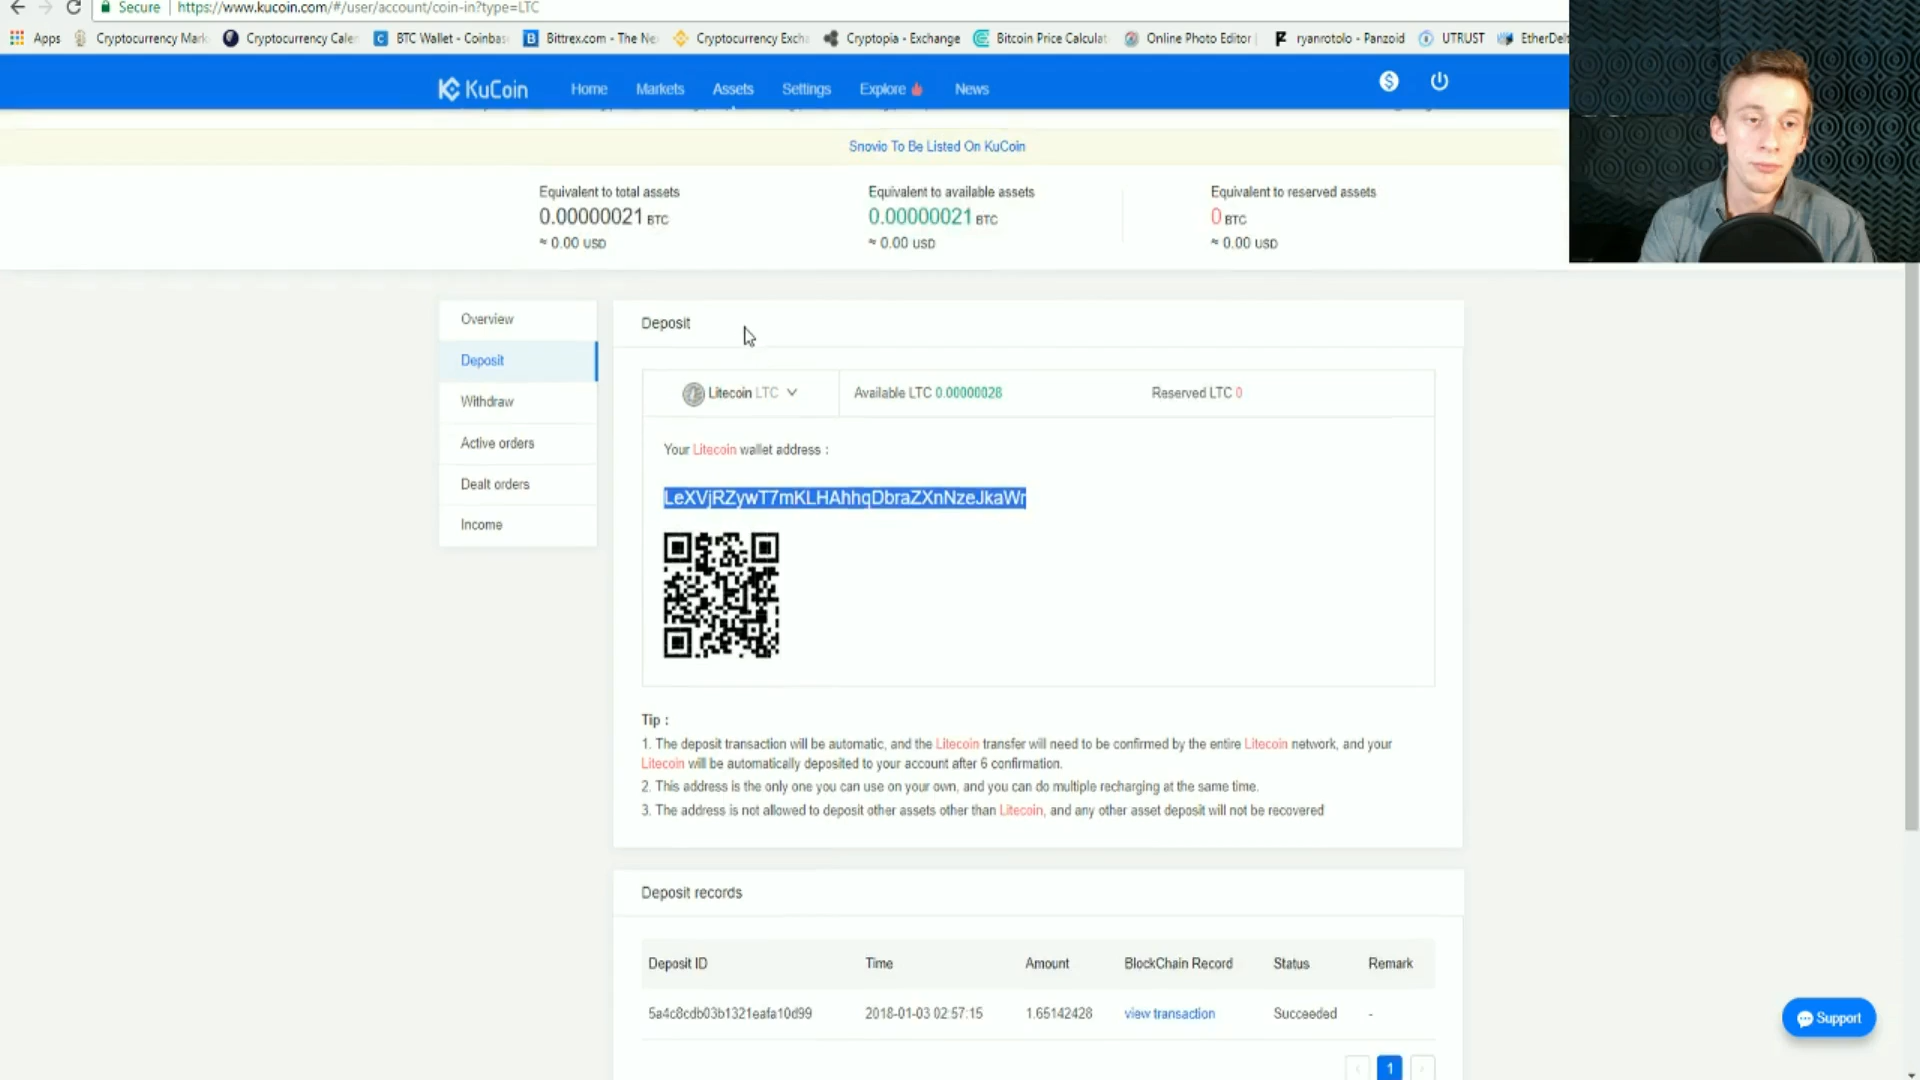 Secure https://www.kucoin.com/#/user/account/coin-in?type=LTC
Apps Cryptocurrency Mark Cryptocurrency Cale BTC Wallet - Coinbas Bittrex.com - The Ne Cryptocurrency Exch Cryptopia - Exchange Bitcoin Price Calculat Online Photo Editor ryanrotolo - Panzoid UTRUST EtherDelt
KuCoin Home Markets Assets Settings Explore News
Snovio To Be Listed On KuCoin
Equivalent to total assets Equivalent to available assets Equivalent to reserved assets
0.00000021 BTC 0.00000021 BTC 0 BTC
≈ 0.00 USD ≈ 0.00 USD ≈ 0.00 USD
Overview
Deposit
Withdraw
Active orders
Dealt orders
Income
Deposit
Litecoin LTC Available LTC 0.00000028 Reserved LTC 0
Your Litecoin wallet address :
LeXVjRZywT7mKLHAhhqDbraZXnNzeJkaWr
Tip :
1. The deposit transaction will be automatic, and the Litecoin transfer will need to be confirmed by the entire Litecoin network, and your
Litecoin will be automatically deposited to your account after 6 confirmation.
2. This address is the only one you can use on your own, and you can do multiple recharging at the same time.
3. The address is not allowed to deposit other assets other than Litecoin, and any other asset deposit will not be recovered
Deposit records
Deposit ID Time Amount BlockChain Record Status Remark
5a4c8cdb03b1321eafa10d99 2018-01-03 02:57:15 1.65142428 view transaction Succeeded -
1
Support